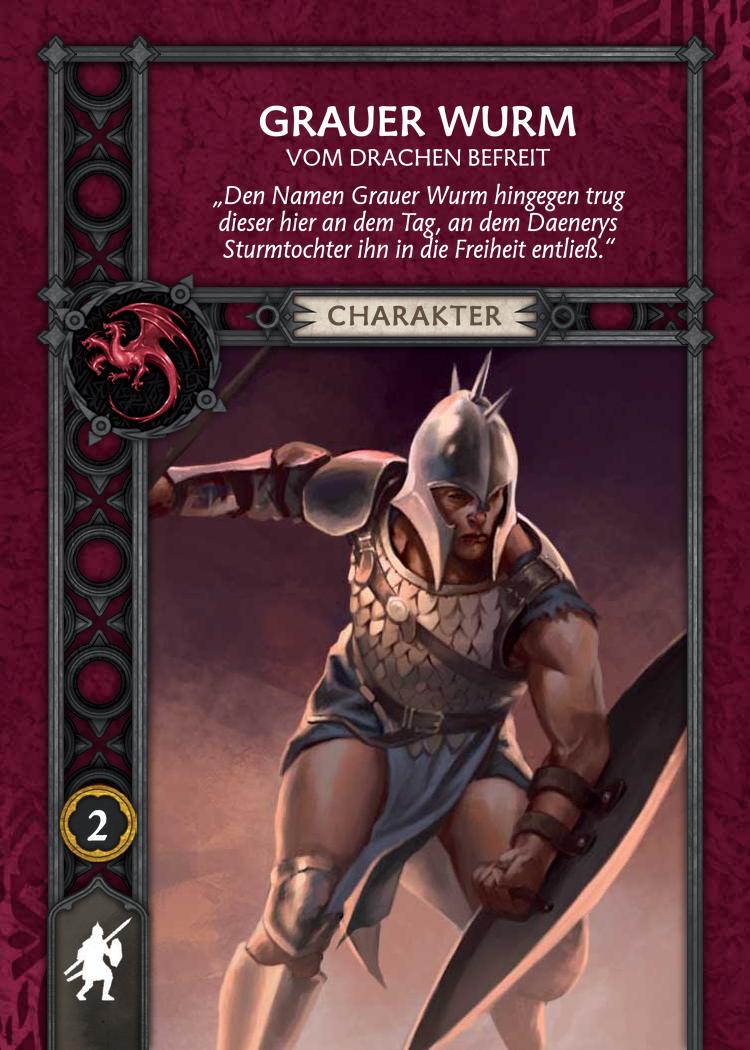 GRAUER WURM
VOM DRACHEN BEFREIT
„Den Namen Grauer Wurm hingegen trug
dieser hier an dem Tag, an dem Daenerys
Sturmtochter ihn in die Freiheit entließ.“
CHARAKTER
2